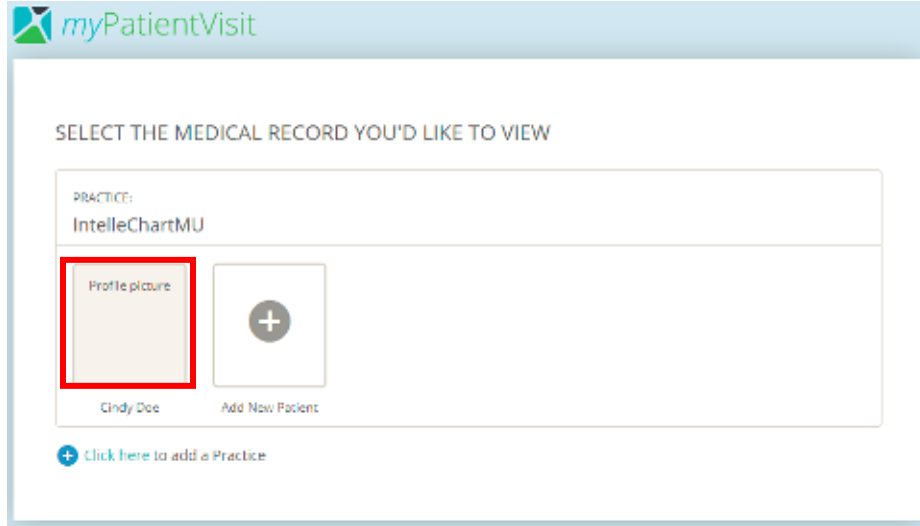 myPatientVisit
SELECT THE MEDICAL RECORD YOU'D LIKE TO VIEW
PRACTICE:
IntelleChartMU
Profile picture
Cindy Doe
Add New Patient
Click here to add a Practice